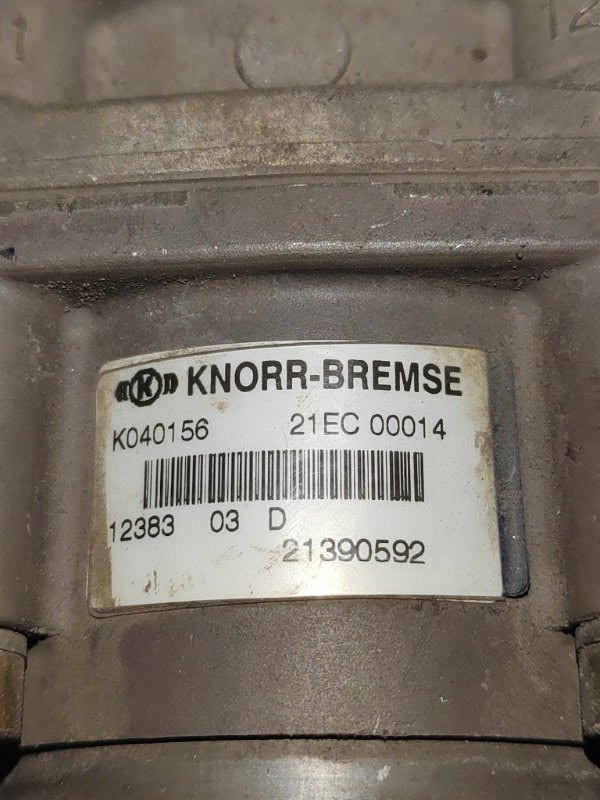 K KNORR-BREMSE
K040156 21EC 00014
12383 03 D
21390592